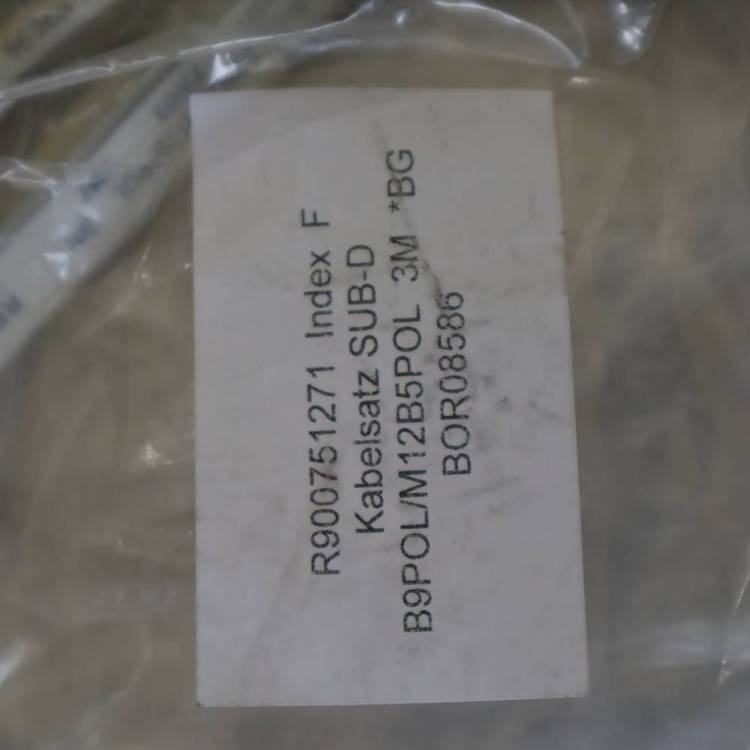 R900751271 Index F
Kabelsatz SUB-D
B9POL/M12B5POL 3M *BG
BOR08586